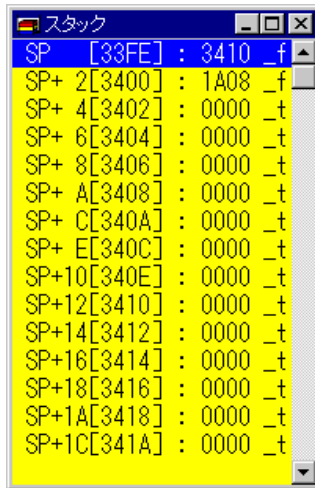 スタック
SP    [33FE] : 3410 _f
SP+ 2[3400] : 1A08 _f
SP+ 4[3402] : 0000 _t
SP+ 6[3404] : 0000 _t
SP+ 8[3406] : 0000 _t
SP+ A[3408] : 0000 _t
SP+ C[340A] : 0000 _t
SP+ E[340C] : 0000 _t
SP+10[340E] : 0000 _t
SP+12[3410] : 0000 _t
SP+14[3412] : 0000 _t
SP+16[3414] : 0000 _t
SP+18[3416] : 0000 _t
SP+1A[3418] : 0000 _t
SP+1C[341A] : 0000 _t